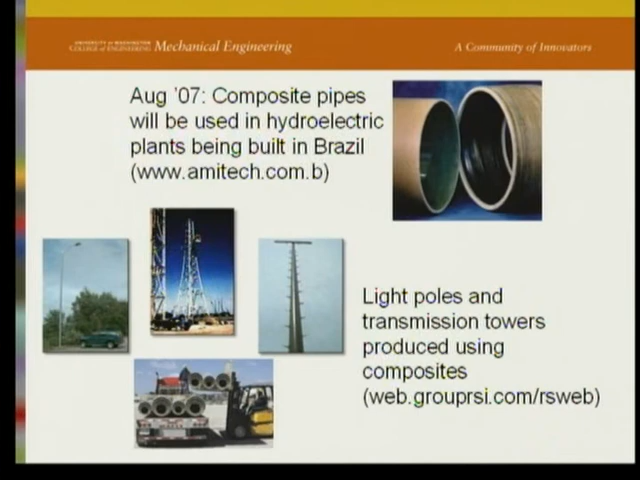 UNIVERSITY OF WASHINGTON
COLLEGE of ENGINEERING Mechanical Engineering
A Community of Innovators
Aug '07: Composite pipes
will be used in hydroelectric
plants being built in Brazil
(www.amitech.com.b)
Light poles and
transmission towers
produced using
composites
(web.grouprsi.com/rsweb)